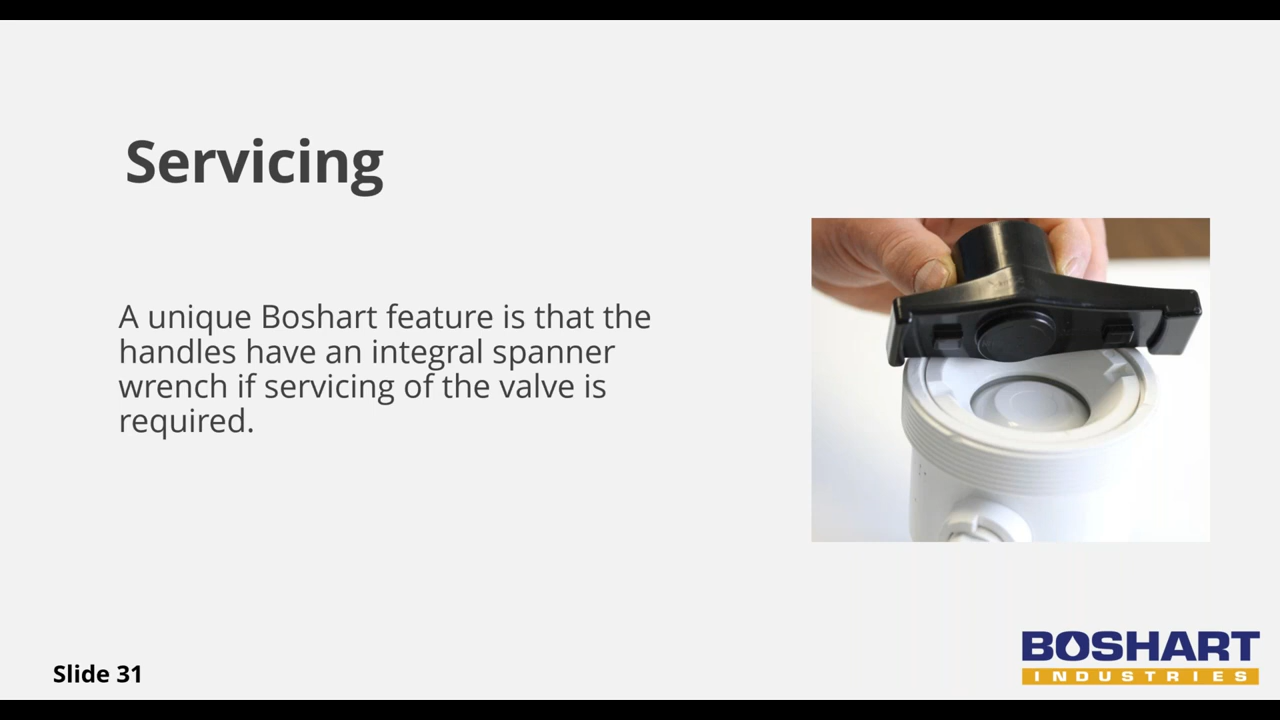 Servicing
A unique Boshart feature is that the
handles have an integral spanner
wrench if servicing of the valve is
required.
Slide 31
BOSHART
INDUSTRIES